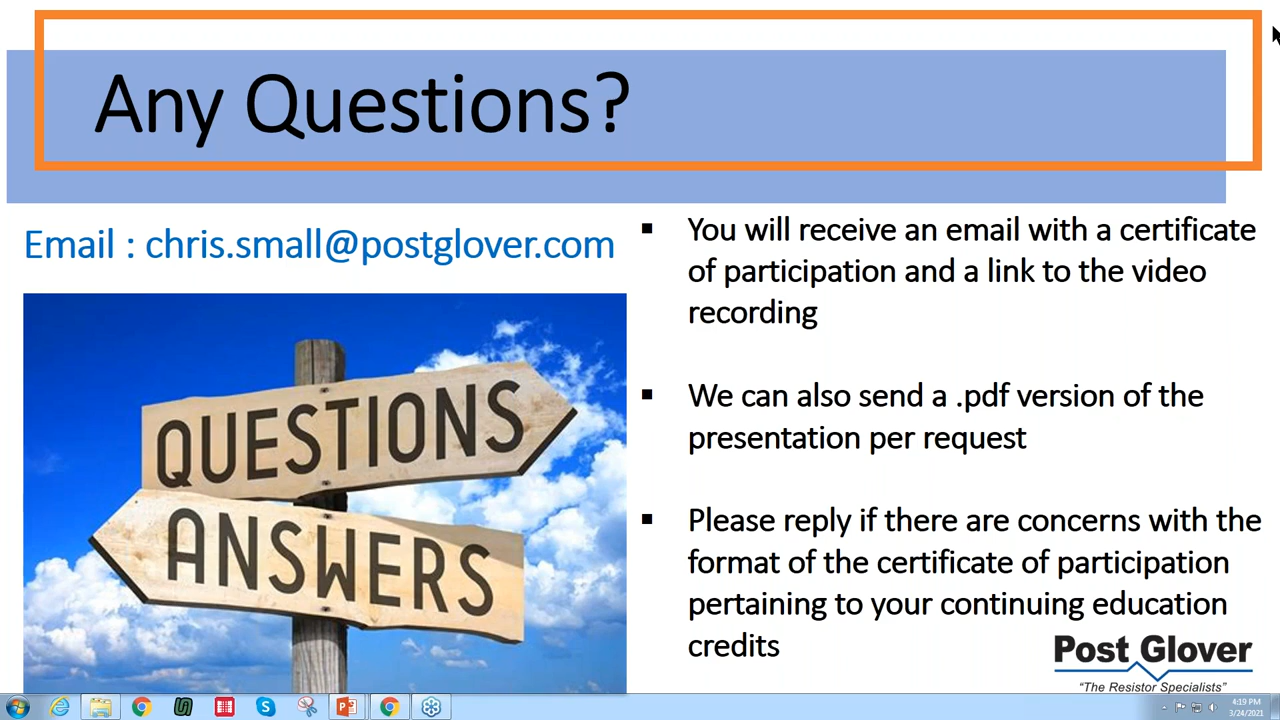 Any Questions?
Email : chris.small@postglover.com
QUESTIONS
ANSWERS
▪ You will receive an email with a certificate
of participation and a link to the video
recording
▪ We can also send a .pdf version of the
presentation per request
▪ Please reply if there are concerns with the
format of the certificate of participation
pertaining to your continuing education
credits
Post Glover
“The Resistor Specialists”
4:19 PM
3/24/2021